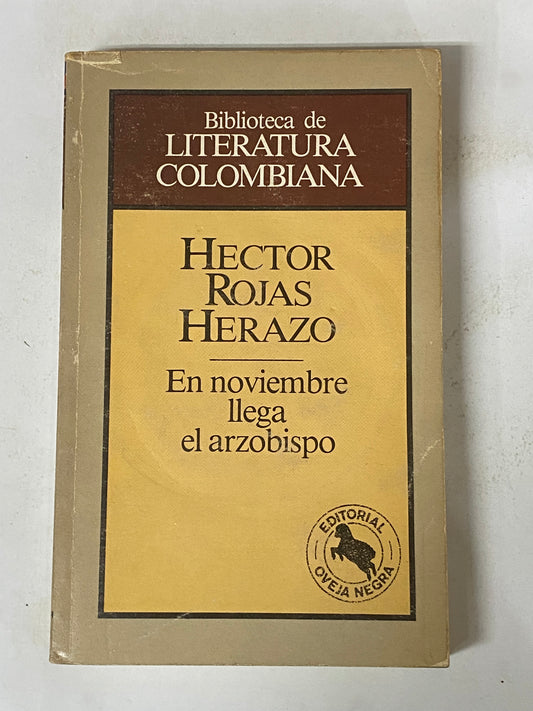 Biblioteca de
LITERATURA
COLOMBIANA
HECTOR
ROJAS
HERAZO
En noviembre
llega
el arzobispo
EDITORIAL
OVEJA NEGRA